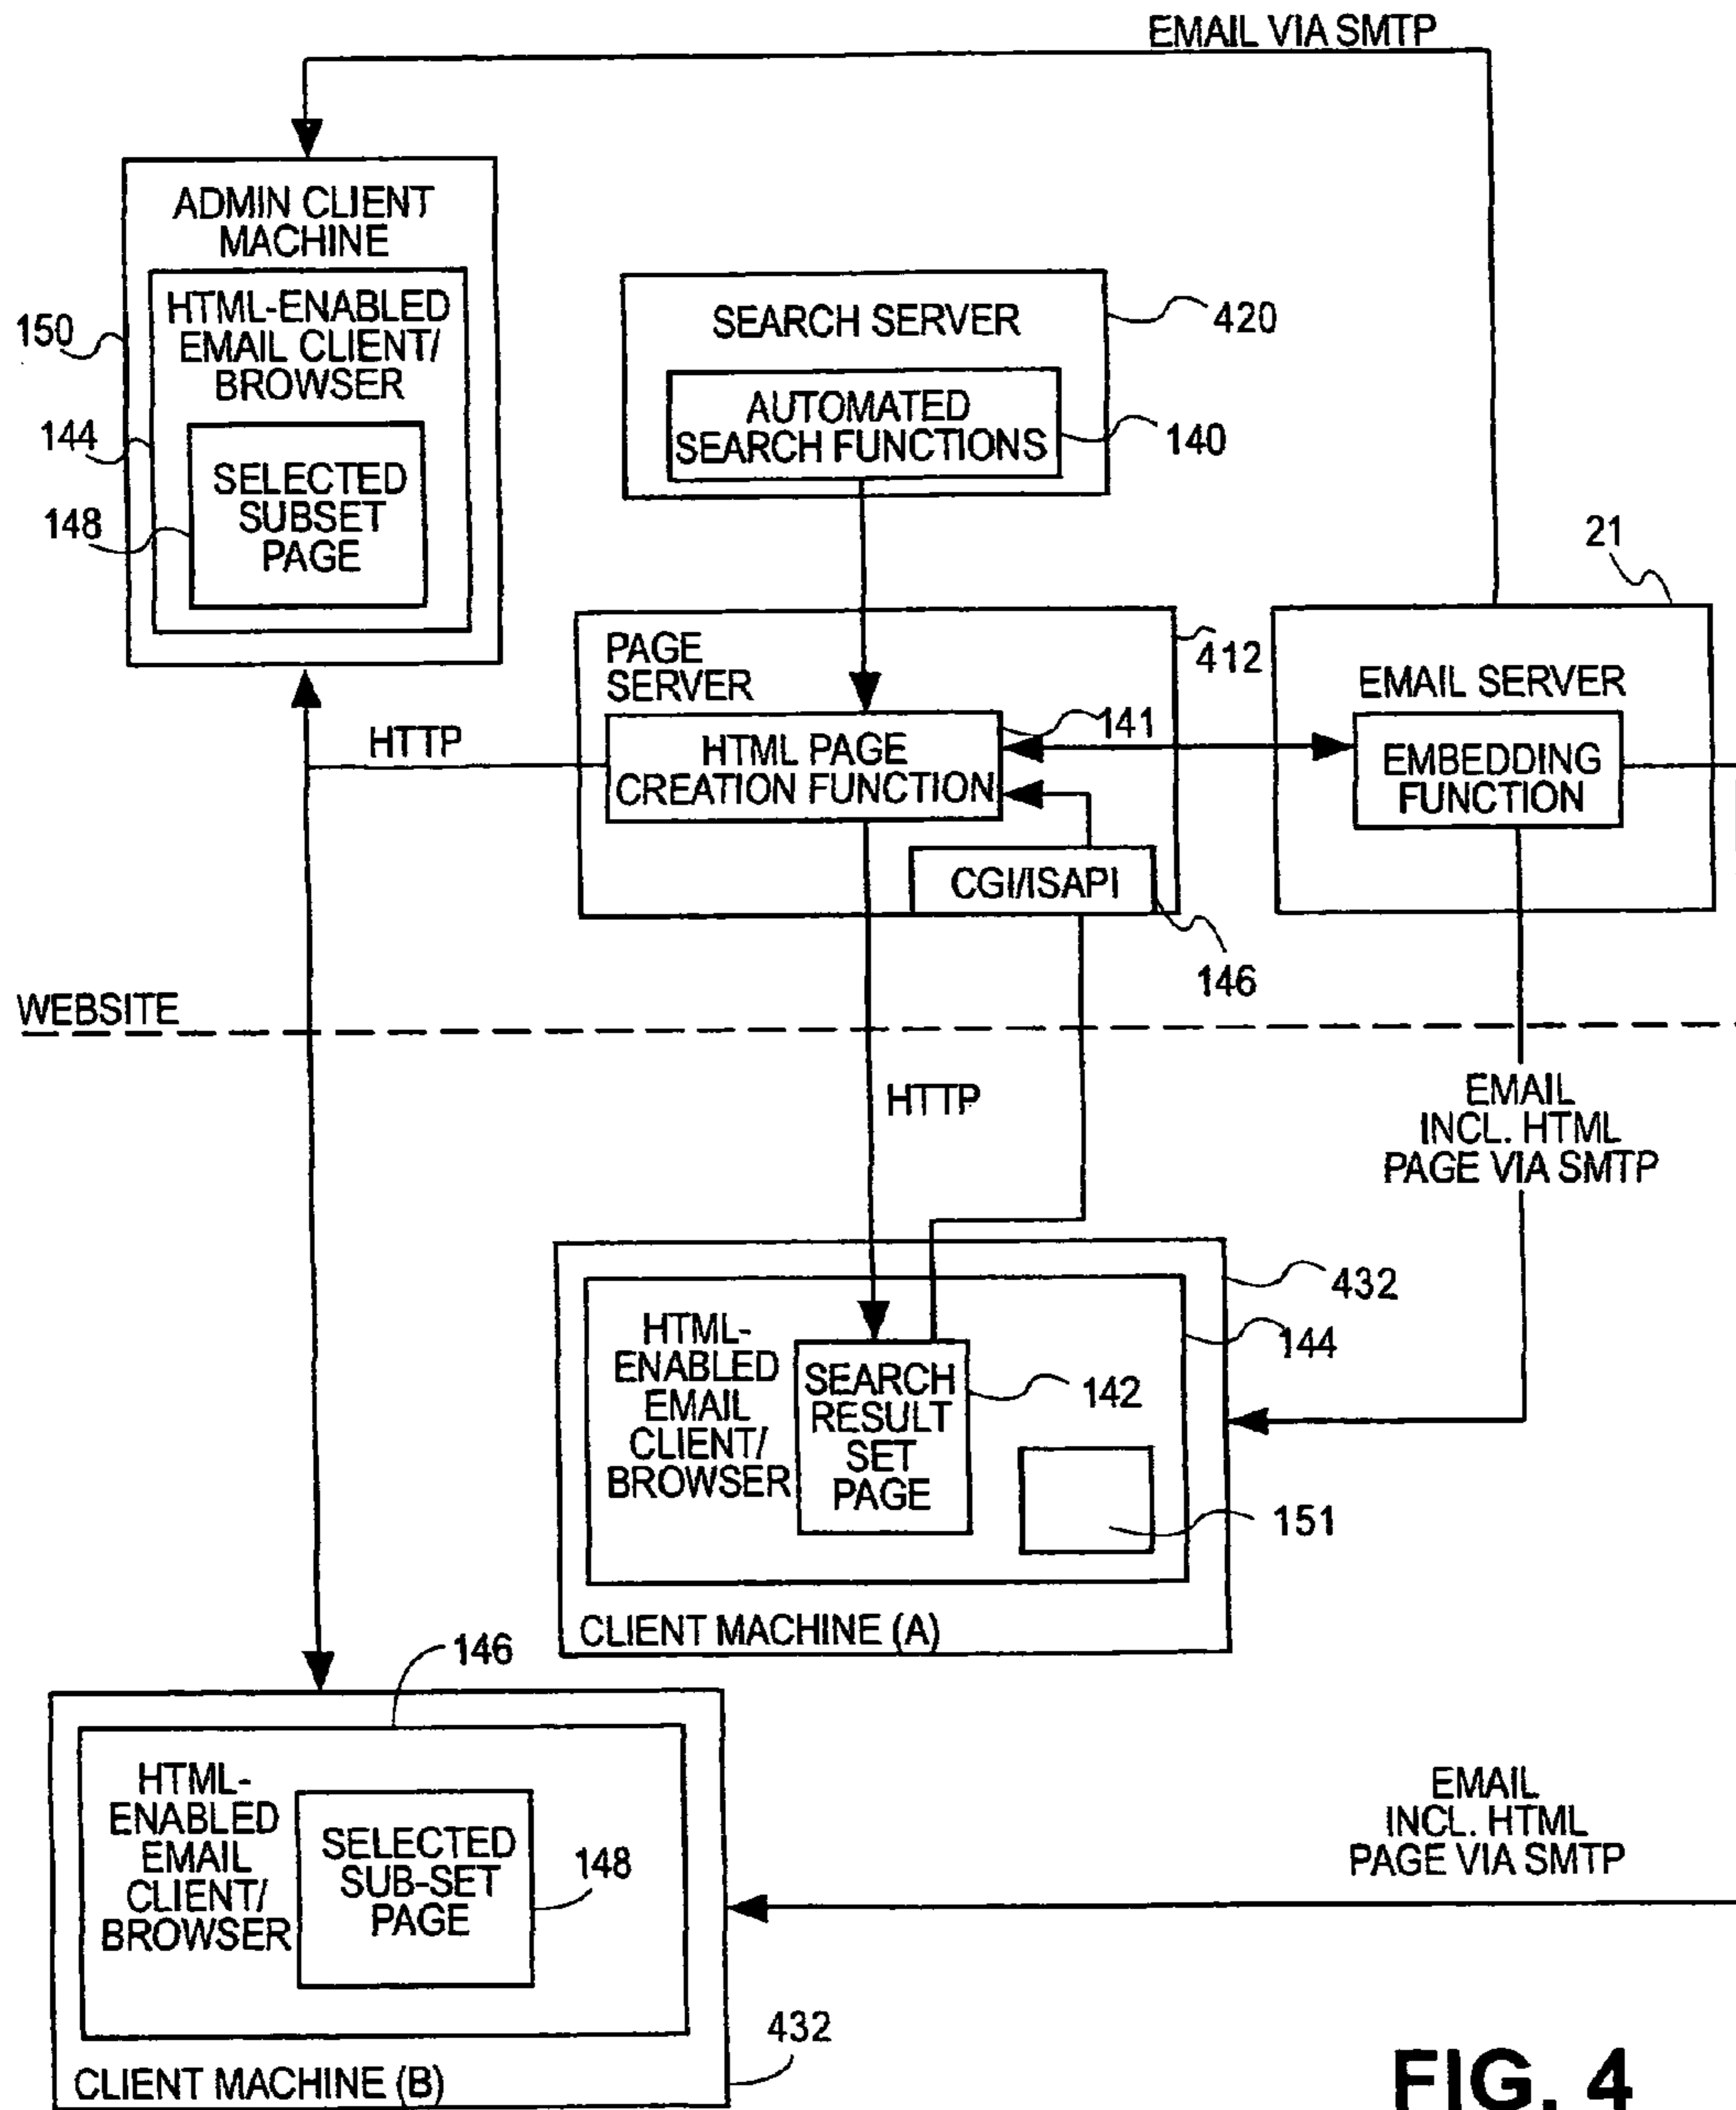 EMAIL VIA SMTP
ADMIN CLIENT
MACHINE
HTML-ENABLED
EMAIL CLIENT/
BROWSER
150
144
SELECTED
SUBSET
PAGE
148
SEARCH SERVER
420
AUTOMATED
SEARCH FUNCTIONS
140
21
PAGE
SERVER
412
EMAIL SERVER
HTTP
141
HTML PAGE
CREATION FUNCTION
EMBEDDING
FUNCTION
CGI/ISAPI
146
WEBSITE
HTTP
EMAIL
INCL. HTML
PAGE VIA SMTP
432
144
HTML-
ENABLED
EMAIL
CLIENT/
BROWSER
SEARCH
RESULT
SET
PAGE
142
151
CLIENT MACHINE (A)
146
HTML-
ENABLED
EMAIL
CLIENT/
BROWSER
SELECTED
SUB-SET
PAGE
148
EMAIL
INCL. HTML
PAGE VIA SMTP
432
CLIENT MACHINE (B)
FIG. 4